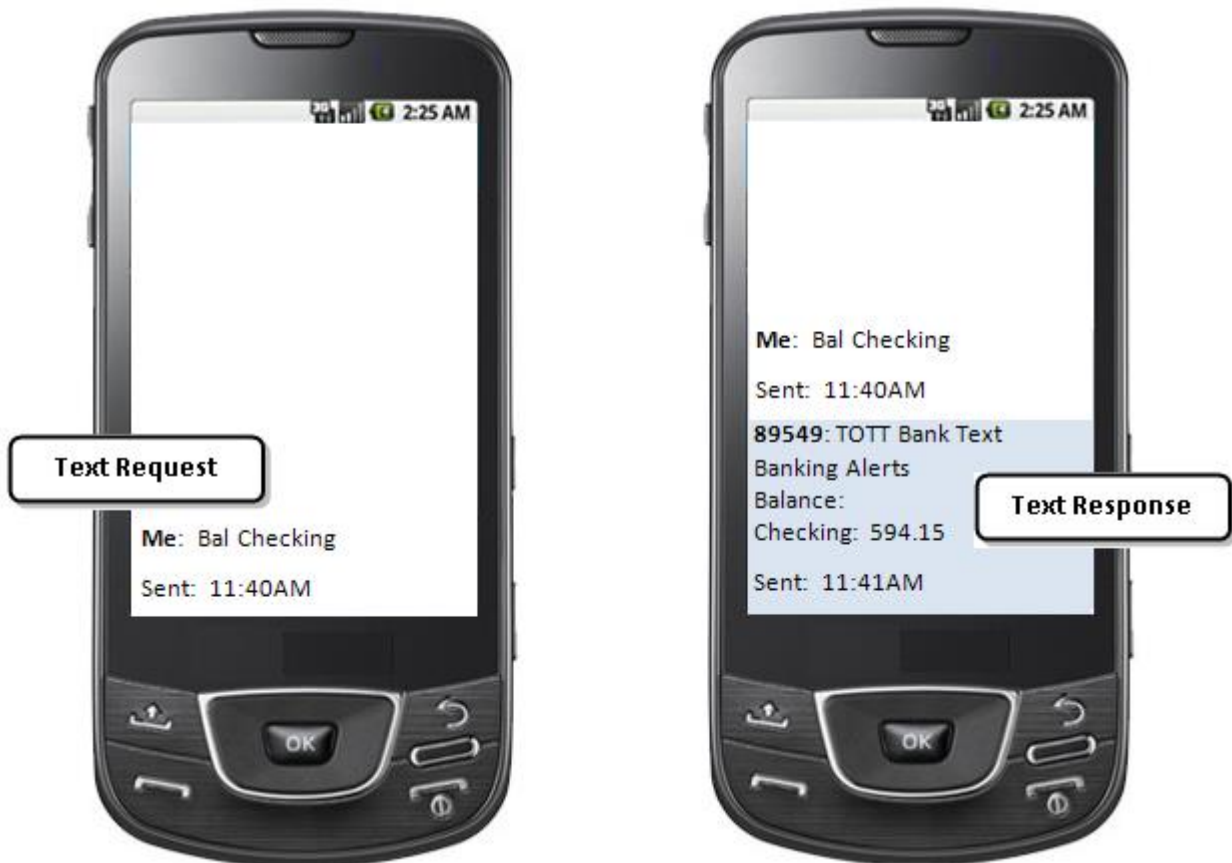 2:25 AM
Text Request
Me: Bal Checking
Sent: 11:40AM
OK
2:25 AM
Me: Bal Checking
Sent: 11:40AM
89549: TOTT Bank Text
Banking Alerts
Balance:
Checking: 594.15
Sent: 11:41AM
Text Response
OK